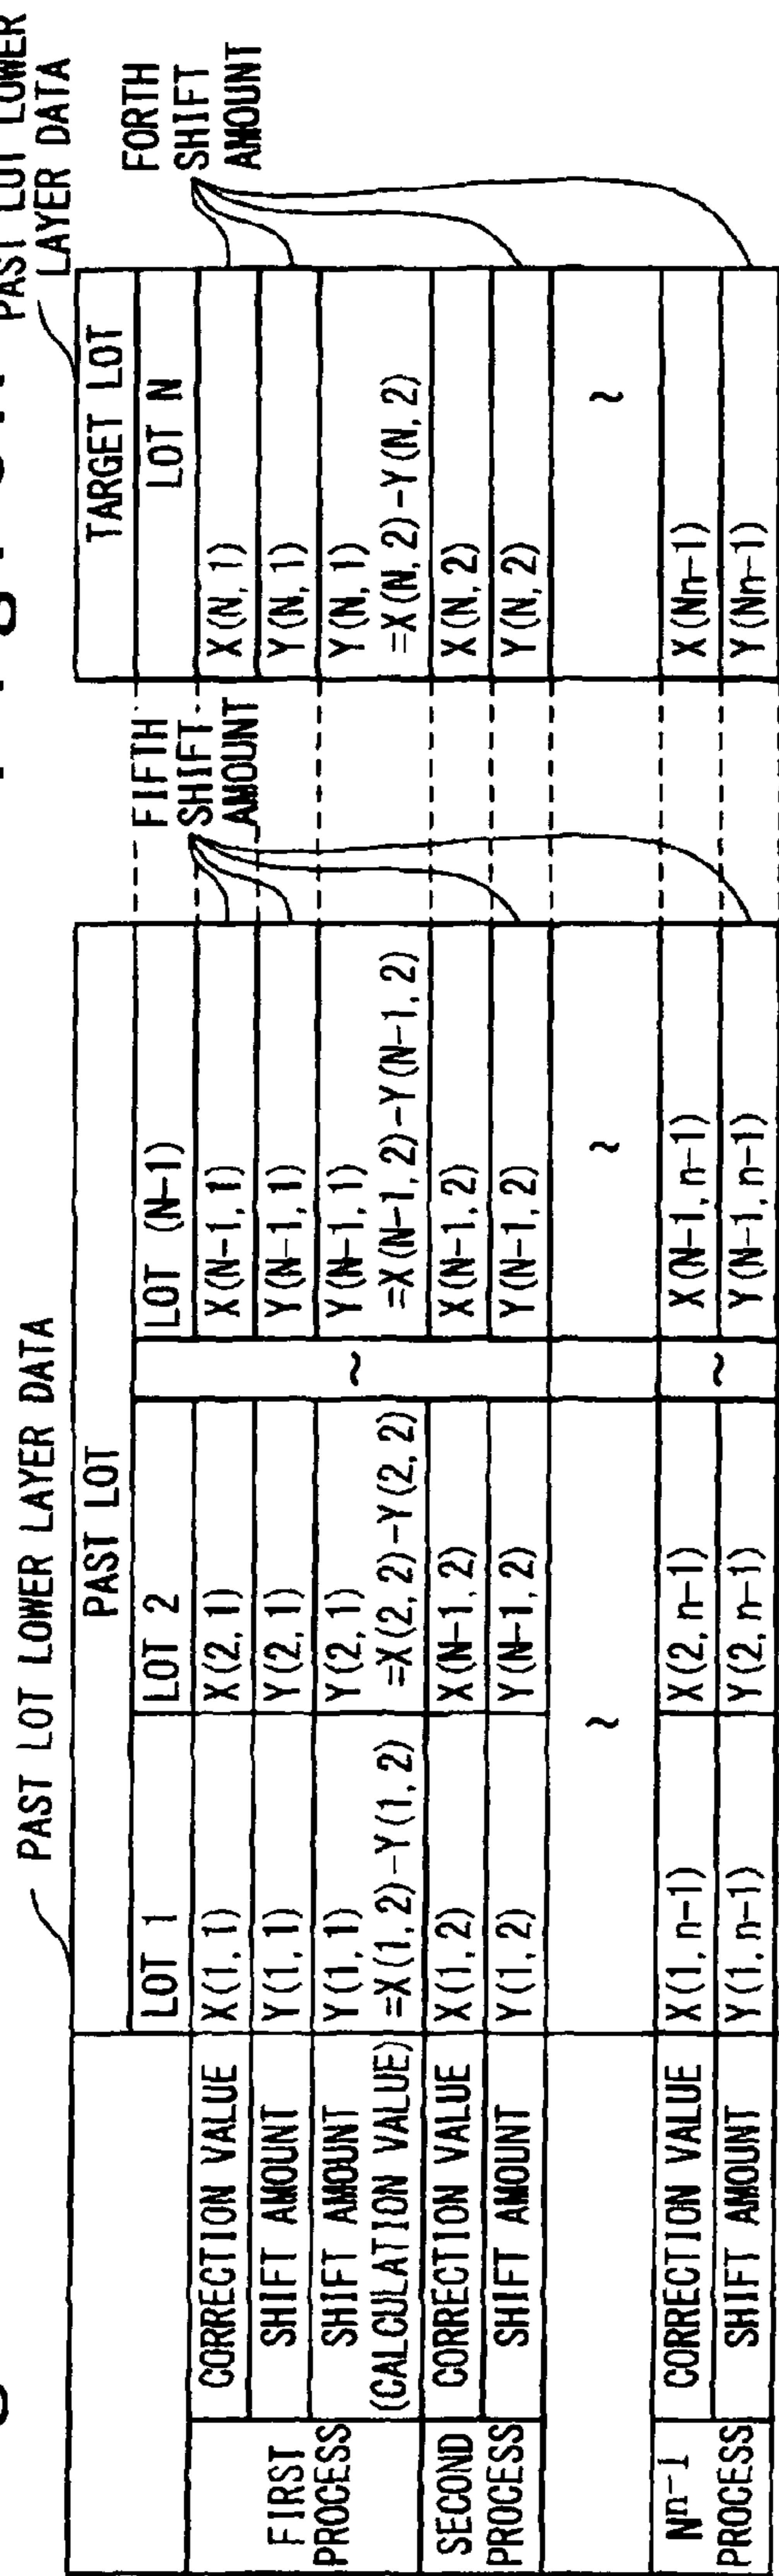 PAST LOT LOWER LAYER DATA
PAST LOT LOWER
LAYER DATA
PAST LOT
TARGET LOT
LOT 1
LOT 2
LOT (N-1)
LOT N
FIFTH
SHIFT
AMOUNT
FORTH
SHIFT
AMOUNT
FIRST
PROCESS
CORRECTION VALUE
X(1, 1)
X(2, 1)
X(N-1, 1)
X(N, 1)
SHIFT AMOUNT
Y(1, 1)
Y(2, 1)
Y(N-1, 1)
Y(N, 1)
SHIFT AMOUNT
(CALCULATION VALUE)
Y(1, 1)
=X(1, 2)-Y(1, 2)
Y(2, 1)
=X(2, 2)-Y(2, 2)
Y(N-1, 1)
=X(N-1, 2)-Y(N-1, 2)
Y(N, 1)
=X(N, 2)-Y(N, 2)
SECOND
PROCESS
CORRECTION VALUE
X(1, 2)
X(N-1, 2)
X(N-1, 2)
X(N, 2)
SHIFT AMOUNT
Y(1, 2)
Y(N-1, 2)
Y(N-1, 2)
Y(N, 2)
~
~
~
~
Nn-1
PROCESS
CORRECTION VALUE
X(1, n-1)
X(2, n-1)
~
X(N-1, n-1)
X(Nn-1)
SHIFT AMOUNT
Y(1, n-1)
Y(2, n-1)
Y(N-1, n-1)
Y(Nn-1)